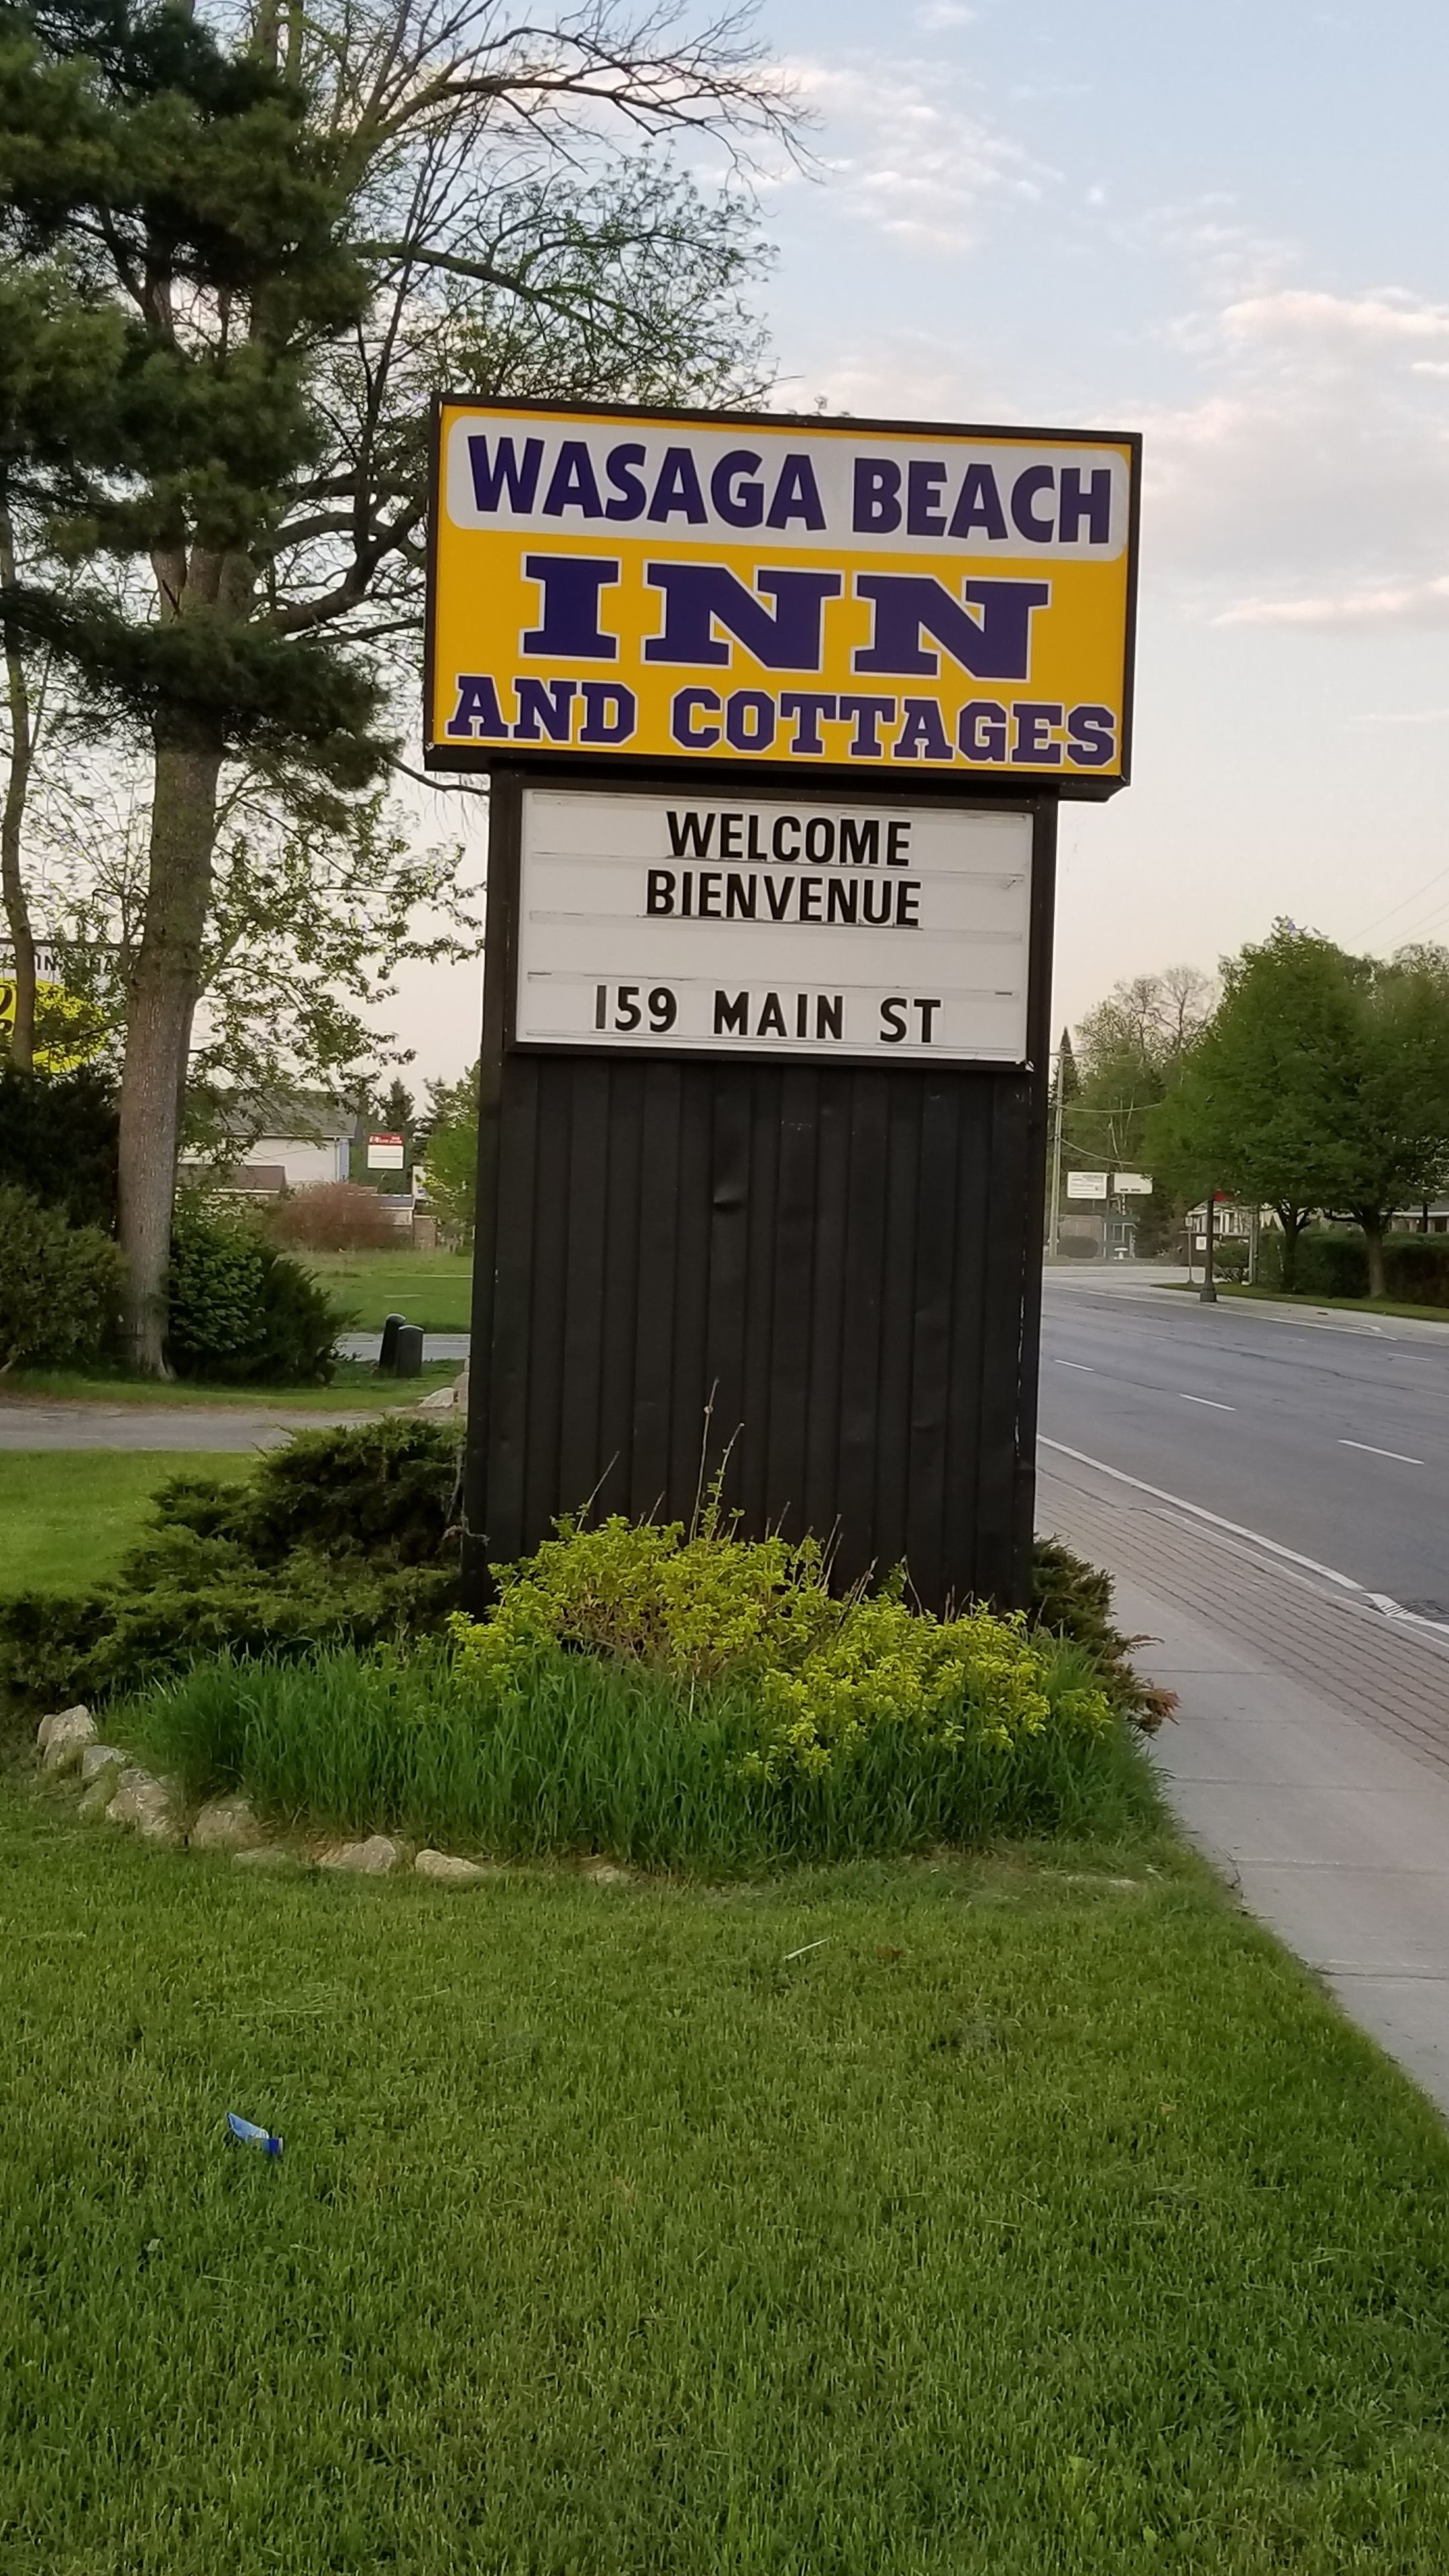 WASAGA BEACH
INN
AND COTTAGES
WELCOME
BIENVENUE
159 MAIN ST